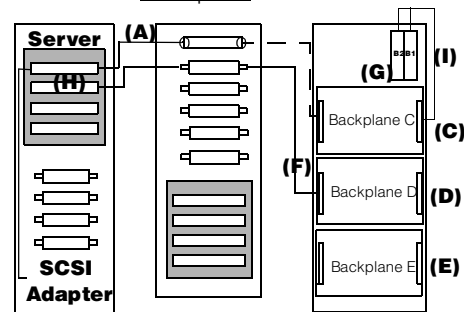 Server
(A)
(H)
B2 B1
(I)
(G)
Backplane C
(C)
(F)
Backplane D
(D)
Backplane E
(E)
SCSI
Adapter